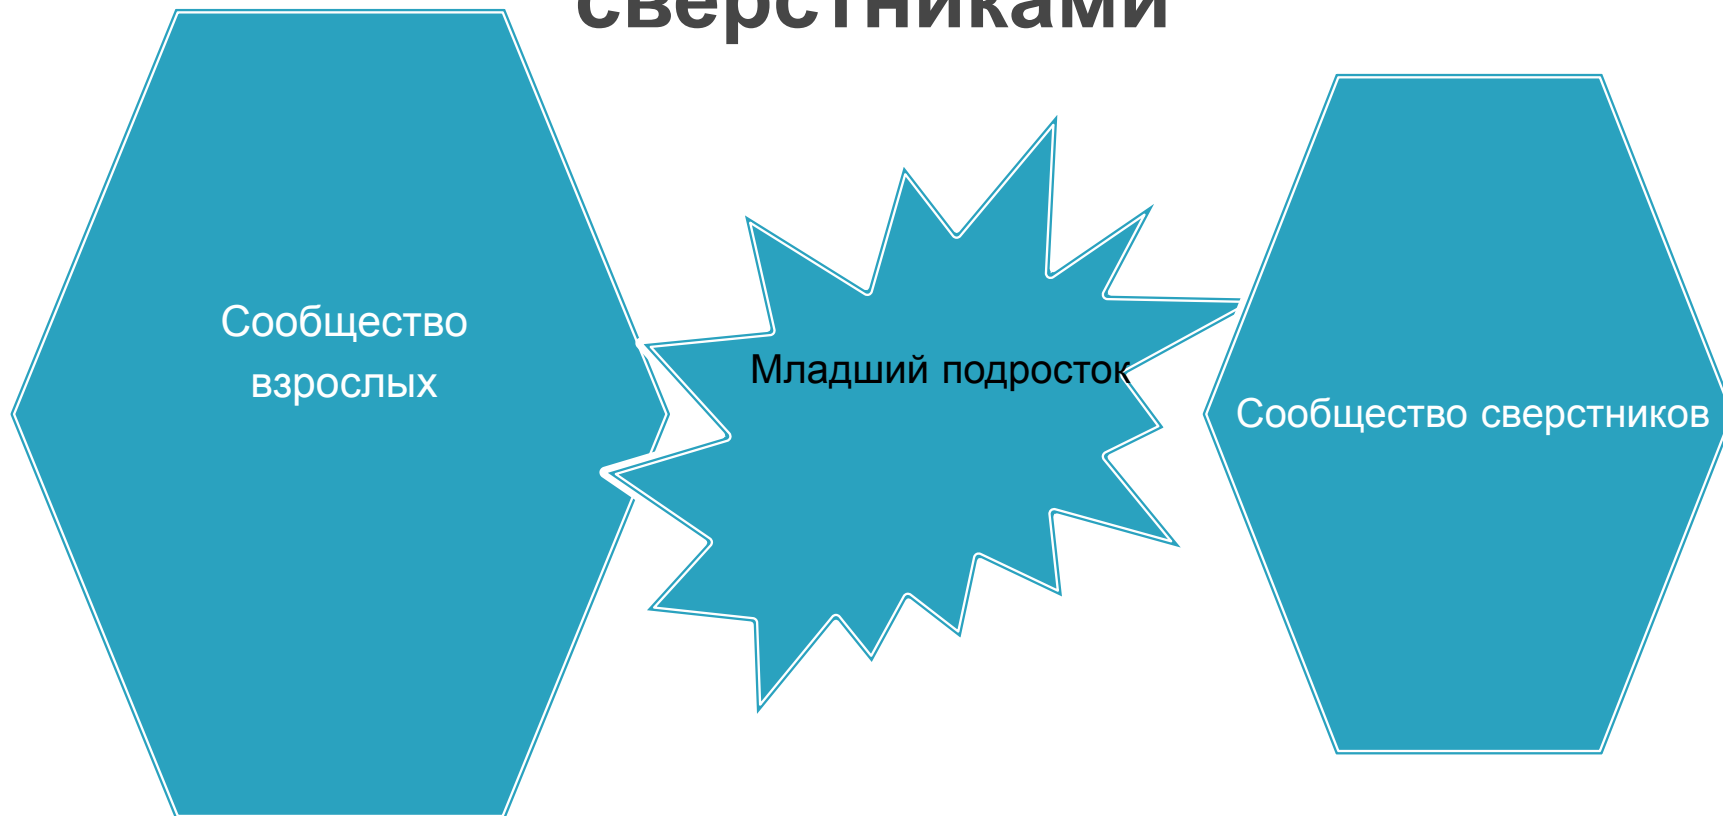 сверстниками
Сообщество
взрослых
Младший подросток
Сообщество сверстников